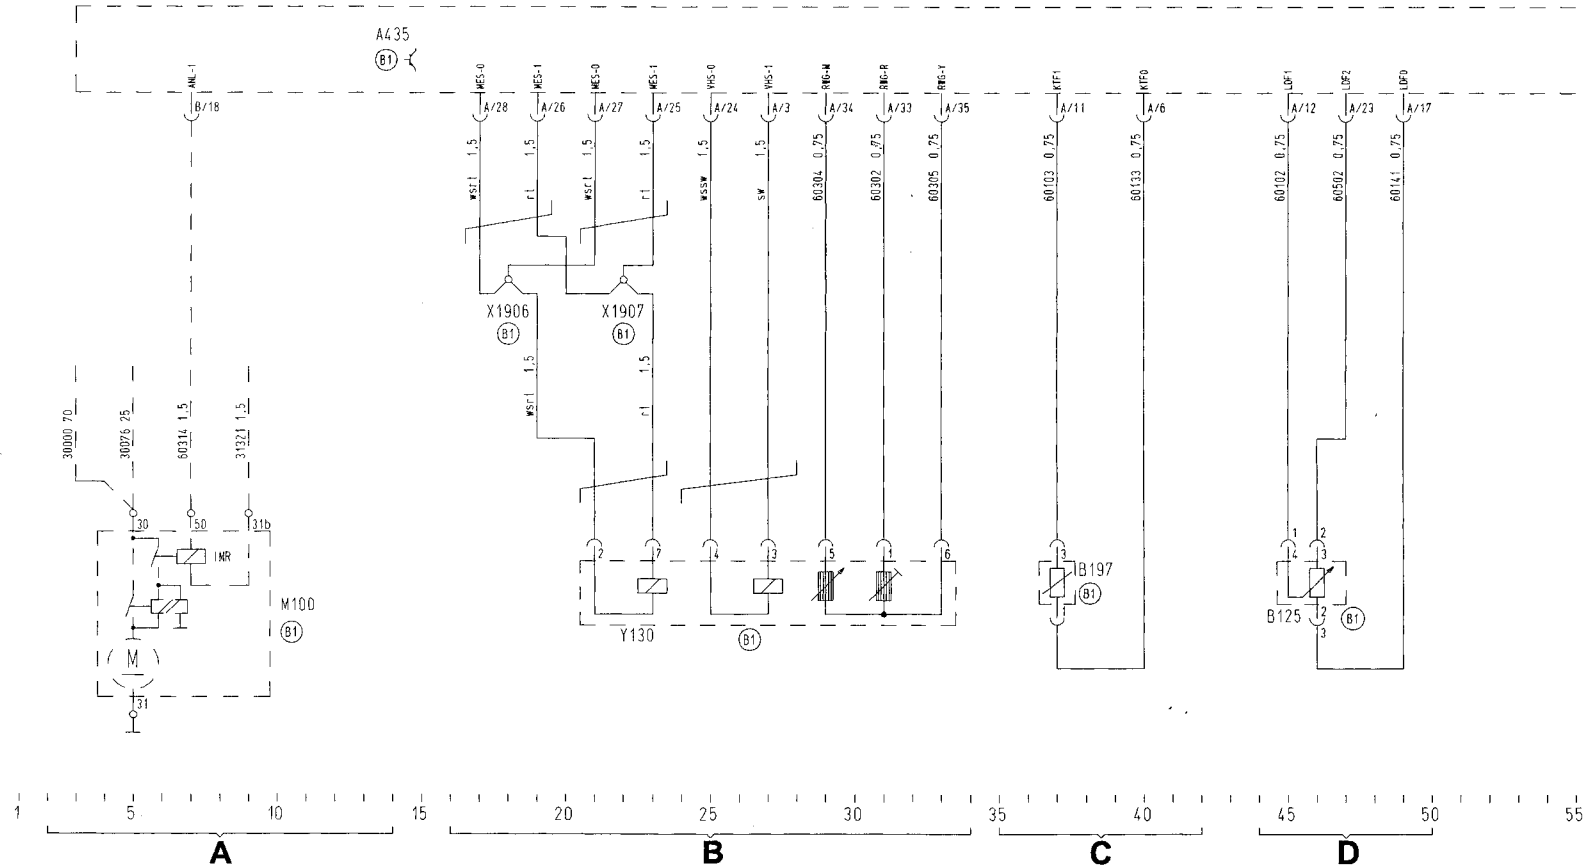 A435
B1
ANL-1
MES-0
MES-1
MES-0
MES-1
VHS-0
VHS-1
RWG-M
RWG-R
RWG-Y
KTF1
KTF0
LDF1
LDF2
LDF0
B/18
A/28
A/26
A/27
A/25
A/24
A/3
A/34
A/33
A/35
A/11
A/6
A/12
A/23
A/17
wsrt 1,5
rt 1,5
wsrt 1,5
rt 1,5
wssw 1,5
sw 1,5
60304 0,75
60302 0,75
60305 0,75
60103 0,75
60133 0,75
60102 0,75
60502 0,75
60141 0,75
X1906
X1907
B1
B1
wsrt 1,5
rt 1,5
30000 70
30076 25
60314 1,5
31321 1,5
30
50
31b
IMR
M100
B1
M
31
2
7
4
3
5
1
6
Y130
B1
3
B197
B1
1
1
2
4
3
B125
2
B1
3
1
5
10
15
20
25
30
35
40
45
50
55
A
B
C
D